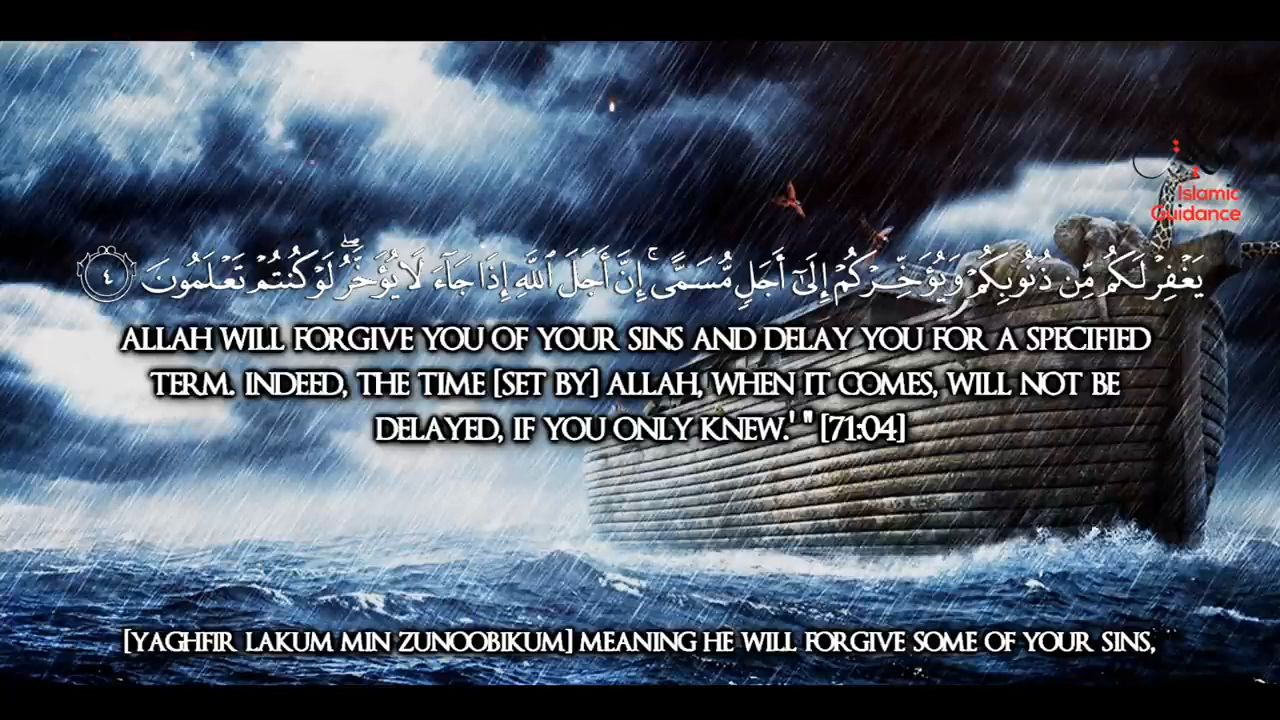 Islamic
Guidance
يَغْفِرْ لَكُم مِّن ذُنُوبِكُمْ وَيُؤَخِّرْكُمْ إِلَىٰٓ أَجَلٍ مُّسَمًّى ۚ إِنَّ أَجَلَ ٱللَّهِ إِذَا جَآءَ لَا يُؤَخَّرُ ۖ لَوْ كُنتُمْ تَعْلَمُونَ ٤
ALLAH WILL FORGIVE YOU OF YOUR SINS AND DELAY YOU FOR A SPECIFIED
TERM. INDEED, THE TIME [SET BY] ALLAH, WHEN IT COMES, WILL NOT BE
DELAYED, IF YOU ONLY KNEW.' " [71:04]
[YAGHFIR LAKUM MIN ZUNOOBIKUM] MEANING HE WILL FORGIVE SOME OF YOUR SINS,